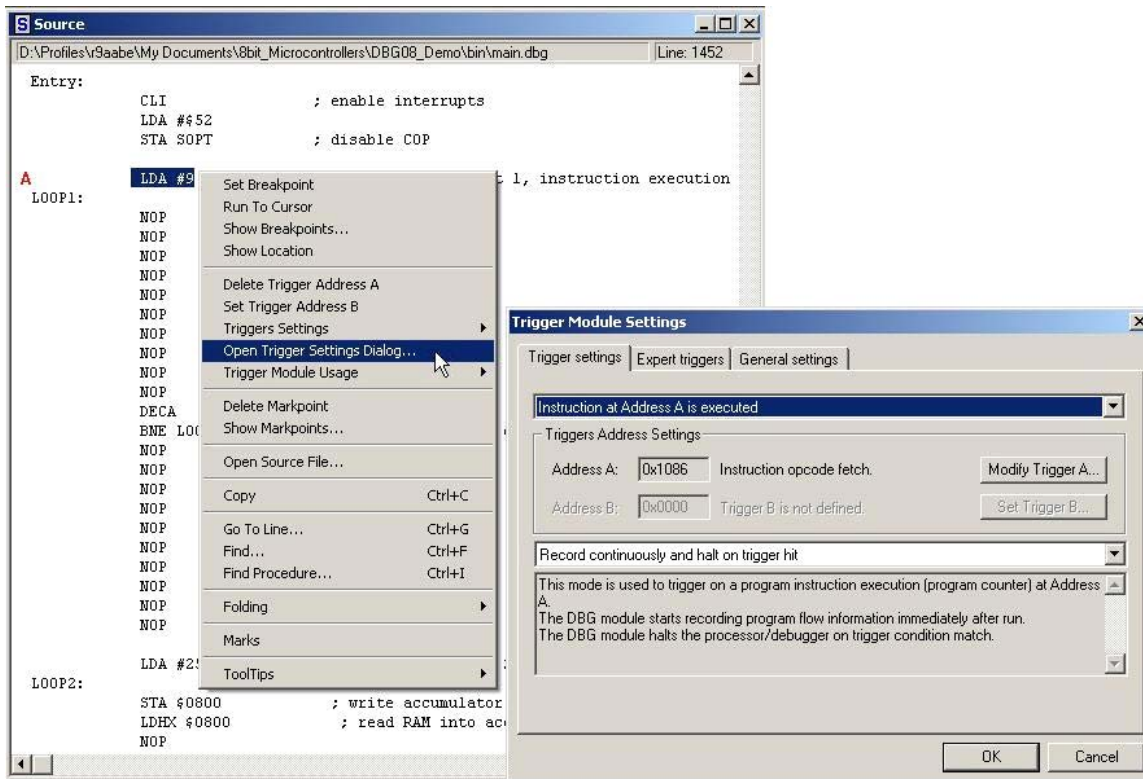 Source
D:\Profiles\r9aabe\My Documents\8bit_Microcontrollers\DBG08_Demo\bin\main.dbg Line: 1452
Entry:
CLI ; enable interrupts
LDA #$52
STA SOPT ; disable COP
A LDA #9 t 1, instruction execution
LOOP1:
NOP
NOP
NOP
NOP
NOP
NOP
NOP
NOP
NOP
NOP
DECA
BNE LOO
NOP
NOP
NOP
NOP
NOP
NOP
NOP
NOP
NOP
NOP
LDA #25
LOOP2:
STA $0800 ; write accumulator
LDHX $0800 ; read RAM into acc
NOP
Set Breakpoint
Run To Cursor
Show Breakpoints...
Show Location
Delete Trigger Address A
Set Trigger Address B
Triggers Settings
Open Trigger Settings Dialog...
Trigger Module Usage
Delete Markpoint
Show Markpoints...
Open Source File...
Copy Ctrl+C
Go To Line... Ctrl+G
Find... Ctrl+F
Find Procedure... Ctrl+I
Folding
Marks
ToolTips
Trigger Module Settings
Trigger settings Expert triggers General settings
Instruction at Address A is executed
Triggers Address Settings
Address A: 0x1086 Instruction opcode fetch. Modify Trigger A...
Address B: 0x0000 Trigger B is not defined. Set Trigger B...
Record continuously and halt on trigger hit
This mode is used to trigger on a program instruction execution (program counter) at Address
A.
The DBG module starts recording program flow information immediately after run.
The DBG module halts the processor/debugger on trigger condition match.
OK Cancel